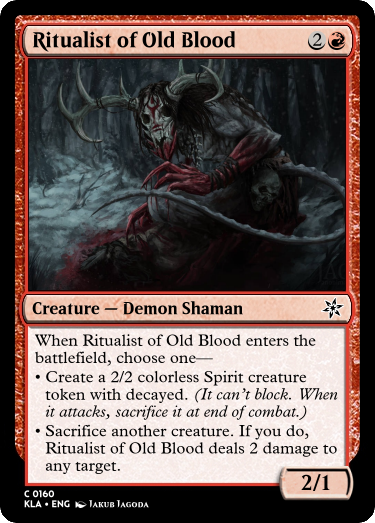 Ritualist of Old Blood 2
Creature — Demon Shaman
When Ritualist of Old Blood enters the
battlefield, choose one—
• Create a 2/2 colorless Spirit creature
token with decayed. (It can't block. When
it attacks, sacrifice it at end of combat.)
• Sacrifice another creature. If you do,
Ritualist of Old Blood deals 2 damage to
any target.
2/1
C 0160
KLA • ENG Jakub Jagoda